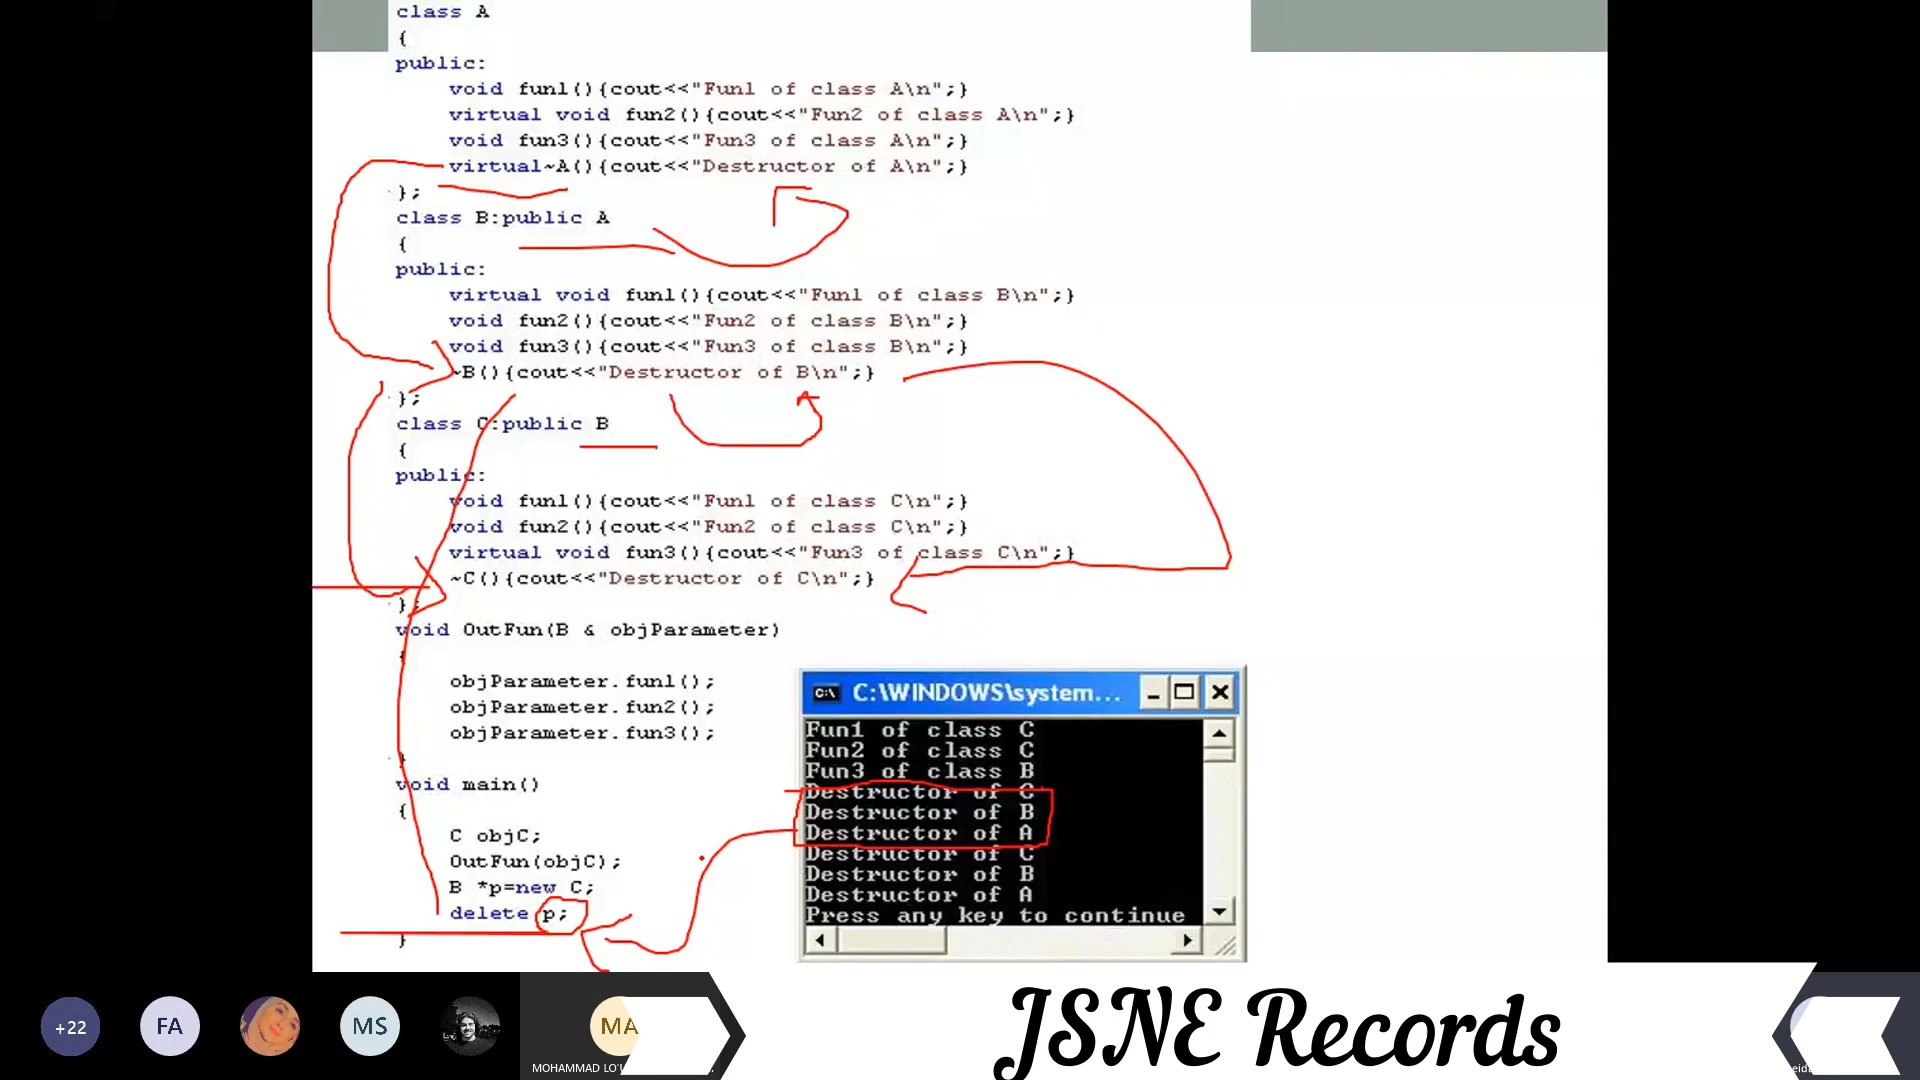 class A
{
public:
void fun1(){cout<<"Fun1 of class A\n";}
virtual void fun2(){cout<<"Fun2 of class A\n";}
void fun3(){cout<<"Fun3 of class A\n";}
virtual~A(){cout<<"Destructor of A\n";}
};
class B:public A
{
public:
virtual void fun1(){cout<<"Fun1 of class B\n";}
void fun2(){cout<<"Fun2 of class B\n";}
void fun3(){cout<<"Fun3 of class B\n";}
~B(){cout<<"Destructor of B\n";}
};
class C:public B
{
public:
void fun1(){cout<<"Fun1 of class C\n";}
void fun2(){cout<<"Fun2 of class C\n";}
virtual void fun3(){cout<<"Fun3 of class C\n";}
~C(){cout<<"Destructor of C\n";}
};
void OutFun(B & objParameter)
{
objParameter.fun1();
objParameter.fun2();
objParameter.fun3();
}
void main()
{
C objC;
OutFun(objC);
B *p=new C;
delete p;
}
C:\WINDOWS\system...
Fun1 of class C
Fun2 of class C
Fun3 of class B
Destructor of C
Destructor of B
Destructor of A
Destructor of C
Destructor of B
Destructor of A
Press any key to continue
+22
FA
MS
MA
MOHAMMAD
JSNE Records